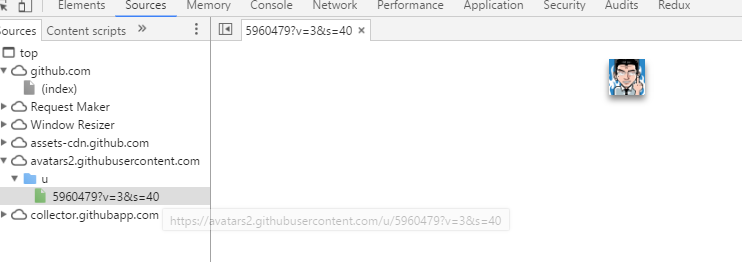 Elements Sources Memory Console Network Performance Application Security Audits Redux
Sources Content scripts »
5960479?v=3&s=40 ×
top
github.com
(index)
Request Maker
Window Resizer
assets-cdn.github.com
avatars2.githubusercontent.com
u
5960479?v=3&s=40
collector.githubapp.com
https://avatars2.githubusercontent.com/u/5960479?v=3&s=40